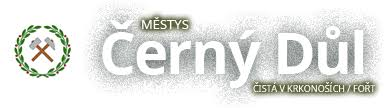 MĚSTYS
Černý Důl
ČISTÁ V KRKONOŠÍCH / FOŘT